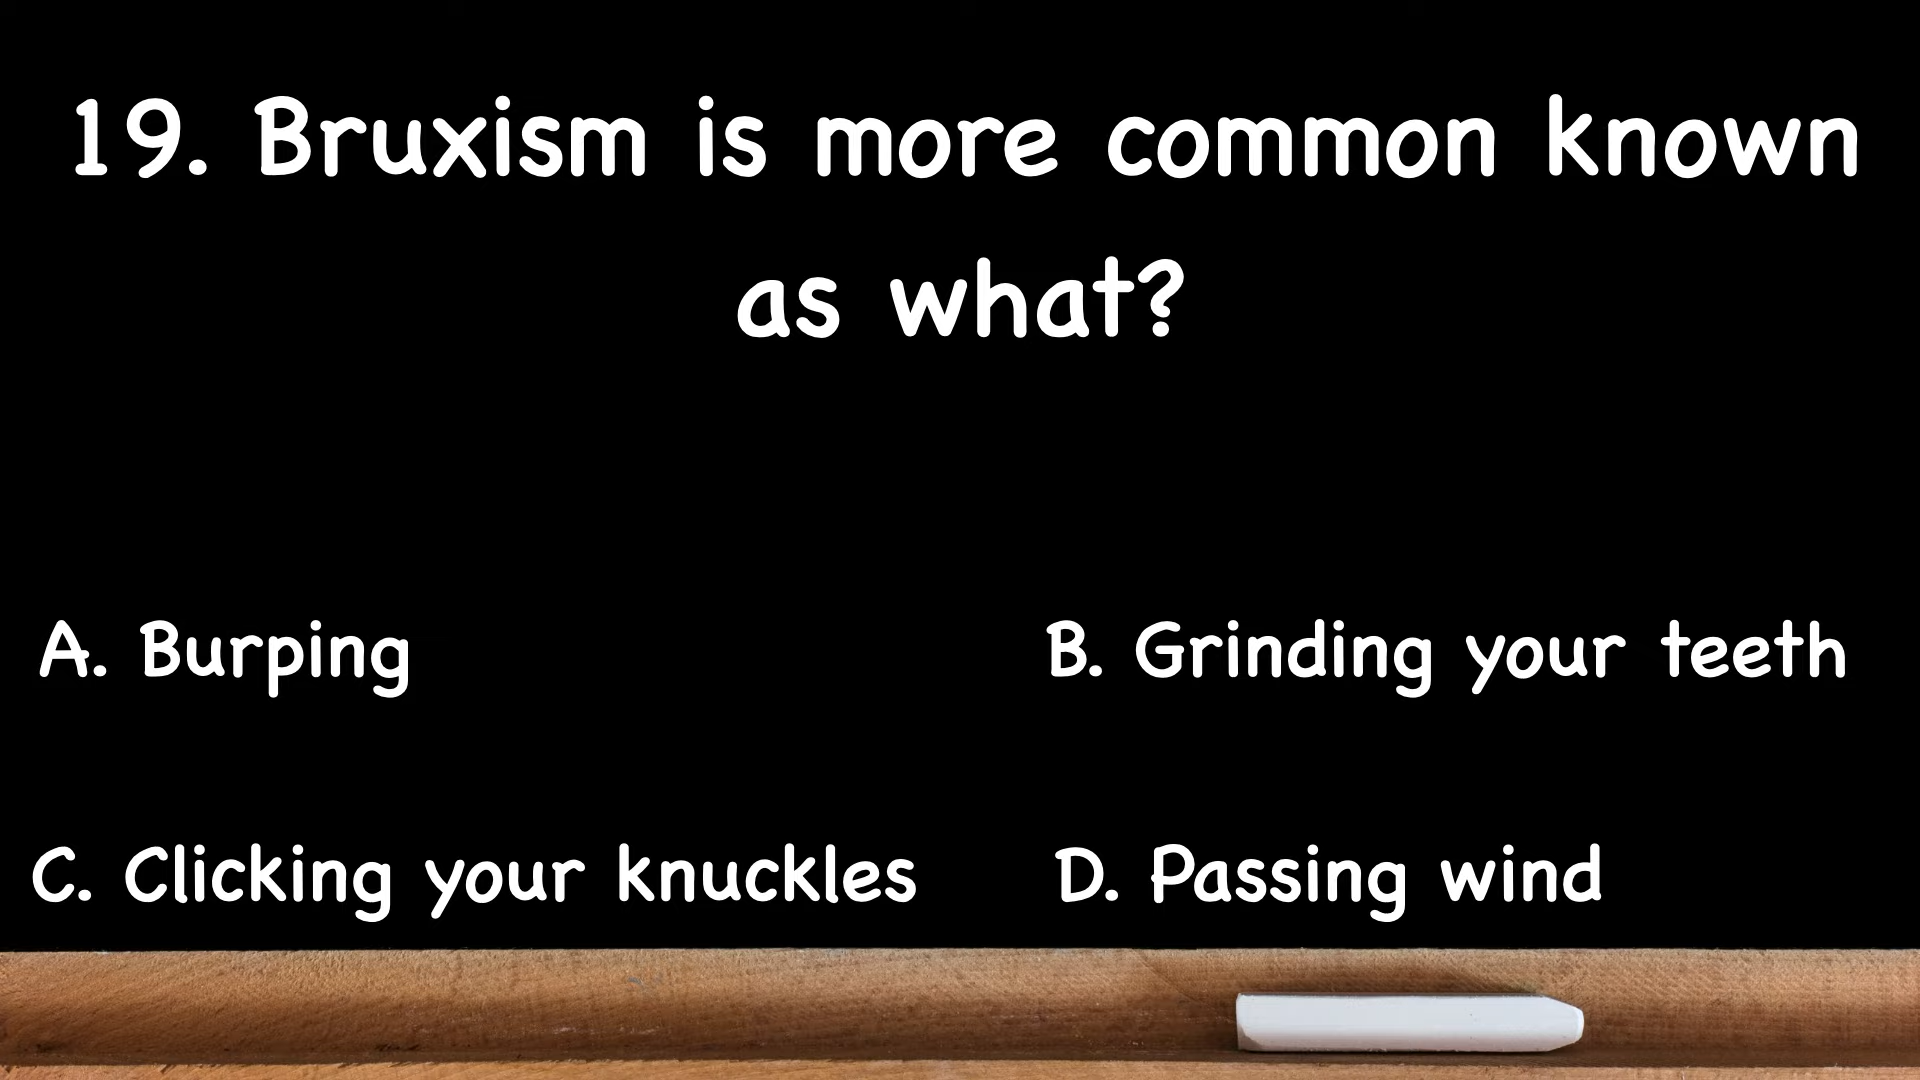 19. Bruxism is more common known
as what?
A. Burping
B. Grinding your teeth
C. Clicking your knuckles
D. Passing wind